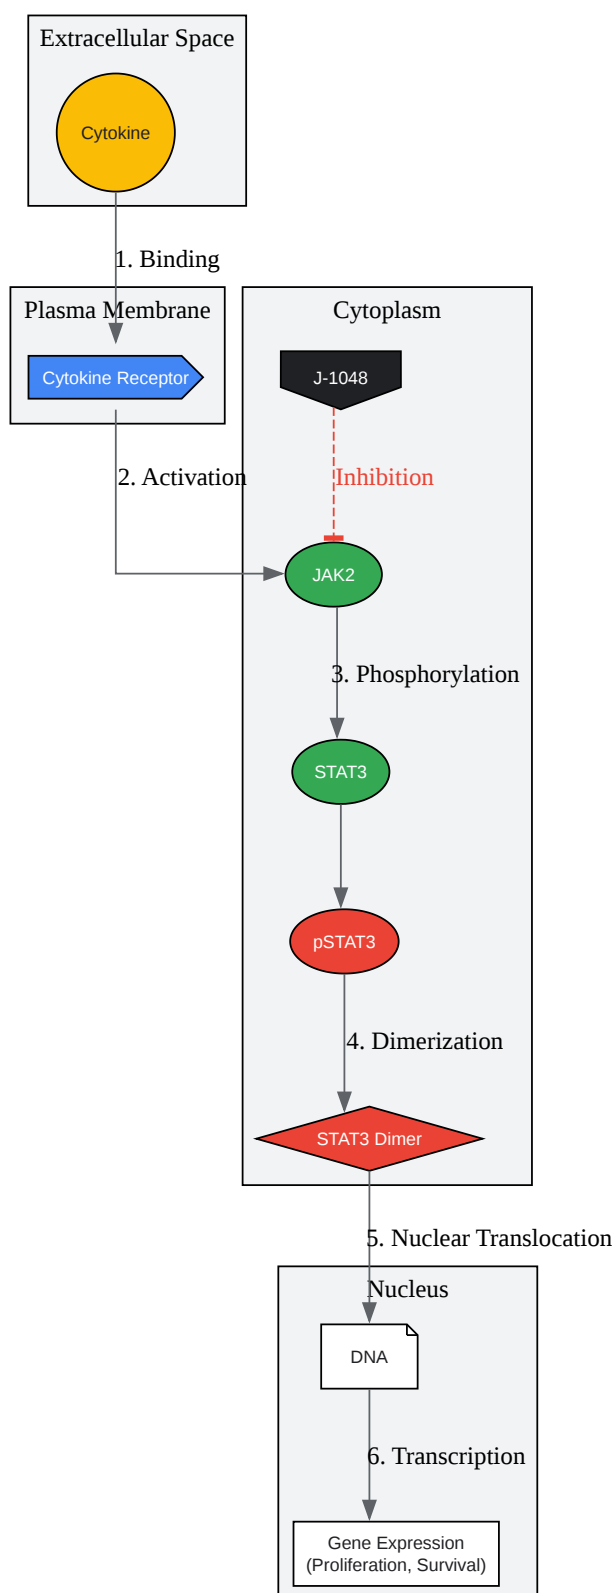 Extracellular Space
Cytokine
1. Binding
Plasma Membrane
Cytokine Receptor
2. Activation
Cytoplasm
J-1048
Inhibition
JAK2
3. Phosphorylation
STAT3
pSTAT3
4. Dimerization
STAT3 Dimer
5. Nuclear Translocation
Nucleus
DNA
6. Transcription
Gene Expression
(Proliferation, Survival)